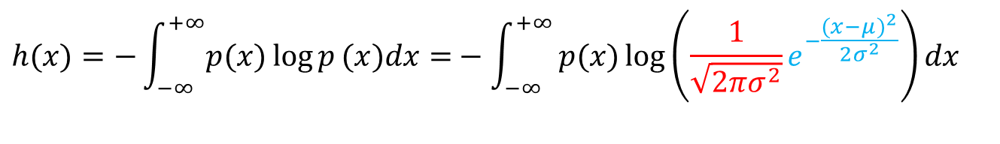 h(x) = −∫_{−∞}^{+∞} p(x) log p (x)dx = −∫_{−∞}^{+∞} p(x) log(1/√(2πσ²) e^{−(x−μ)²/(2σ²)}) dx